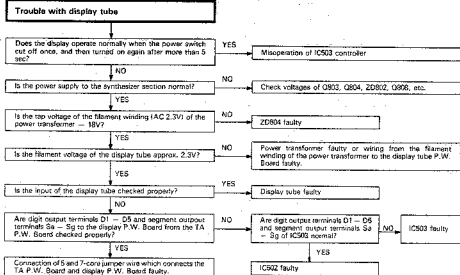 Trouble with display tube
Does the display operate normally when the power switch
cut off once, and then turned on again after more than 5
sec?
YES
Misoperation of IC503 controller
NO
Is the power supply to the synthesizer section normal?
NO
Check voltages of Q803, Q804, ZD802, Q808, etc.
YES
Is the tap voltage of the filament winding (AC 2.3V) of the
power transformer — 18V?
NO
ZD804 faulty
YES
Is the filament voltage of the display tube approx. 2.3V?
NO
Power transformer faulty or wiring from the filament
winding of the power transformer to the display tube P.W.
Board faulty.
YES
Is the input of the display tube checked properly?
YES
Display tube faulty
NO
Are digit output terminals D1 — D5 and segment outpout
terminals Sa — Sg to the display P.W. Board from the TA
P.W. Board checked properly?
NO
Are digit output terminals D1 — D6
and segment output terminals Sa
— Sg of IC503 normal?
NO
IC503 faulty
YES
YES
Connection of 5 and 7-core jumper wire which connects the
TA P.W. Board and display P.W. Board faulty.
IC502 faulty